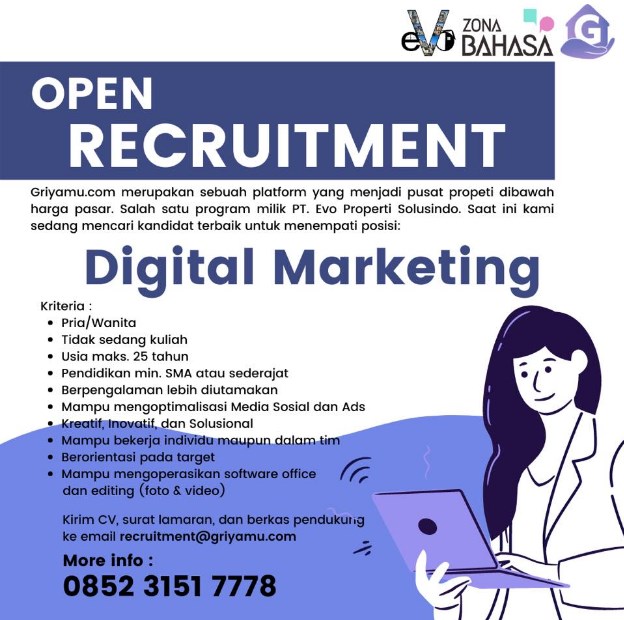 eVo
ZONA
BAHASA
G
OPEN
RECRUITMENT
Griyamu.com merupakan sebuah platform yang menjadi pusat propeti dibawah
harga pasar. Salah satu program milik PT. Evo Properti Solusindo. Saat ini kami
sedang mencari kandidat terbaik untuk menempati posisi:
Digital Marketing
Kriteria :
• Pria/Wanita
• Tidak sedang kuliah
• Usia maks. 25 tahun
• Pendidikan min. SMA atau sederajat
• Berpengalaman lebih diutamakan
• Mampu mengoptimalisasi Media Sosial dan Ads
• Kreatif, Inovatif, dan Solusional
• Mampu bekerja individu maupun dalam tim
• Berorientasi pada target
• Mampu mengoperasikan software office
dan editing (foto & video)
Kirim CV, surat lamaran, dan berkas pendukung
ke email recruitment@griyamu.com
More info :
0852 3151 7778